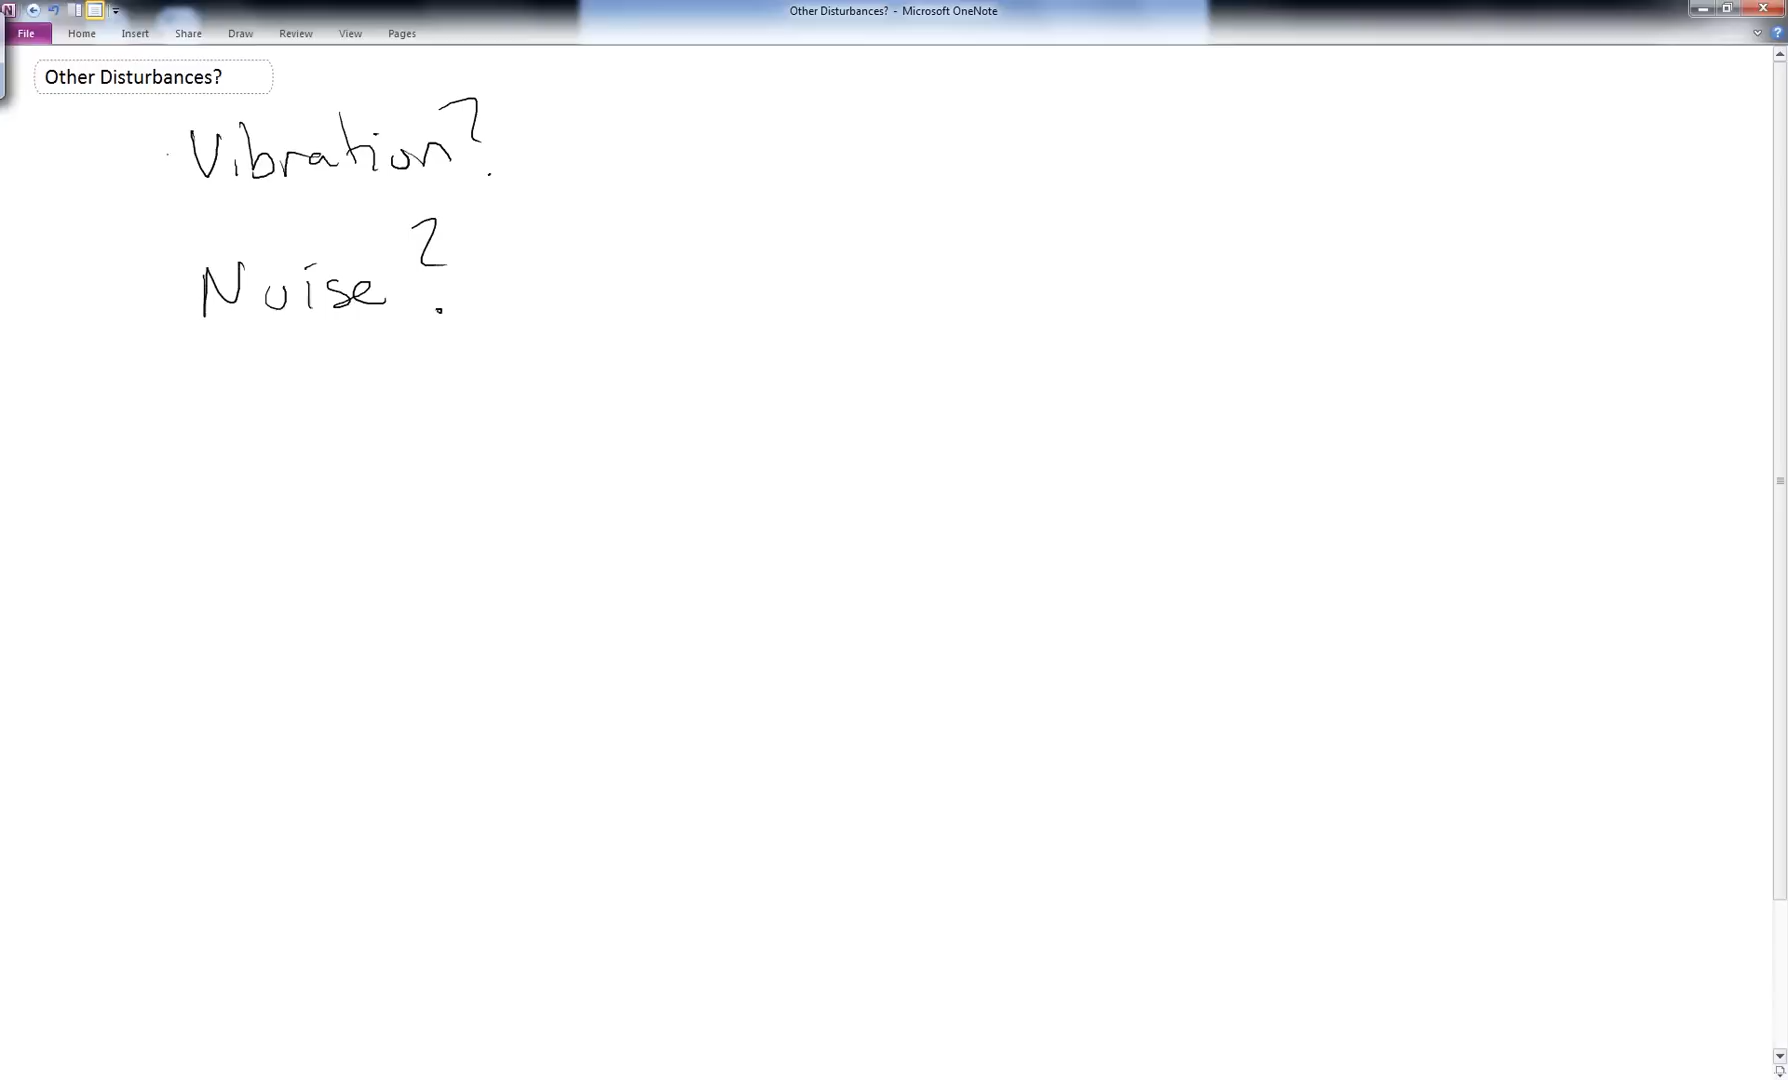 Other Disturbances? - Microsoft OneNote
File Home Insert Share Draw Review View Pages
Other Disturbances?
Vibration?
Noise?